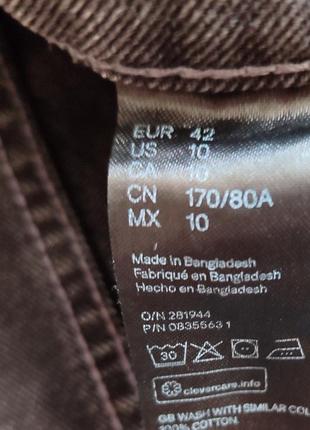 EUR 42
US 10
CA 10
CN 170/80A
MX 10
Made in Bangladesh
Fabriqué en Bangladesh
Hecho en Bangladesh
O/N 281944
P/N 0835563 1
30
clevercare.info
GB WASH WITH SIMILAR COL
100% COTTON